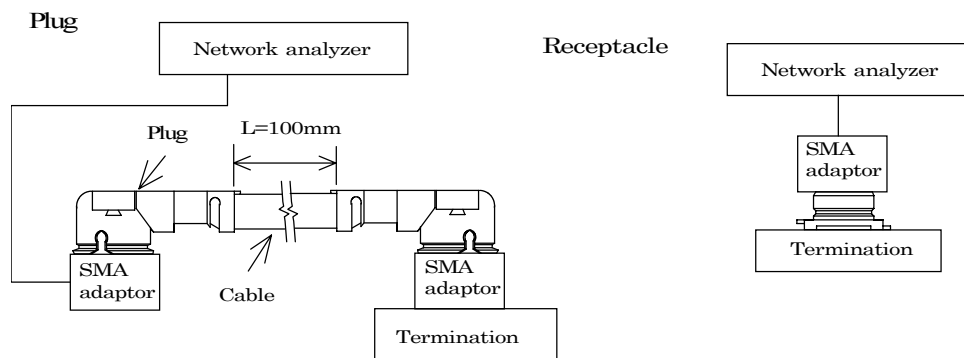 Plug
Network analyzer
Receptacle
Network analyzer
L=100mm
Plug
SMA
adaptor
SMA
adaptor
Cable
SMA
adaptor
Termination
Termination